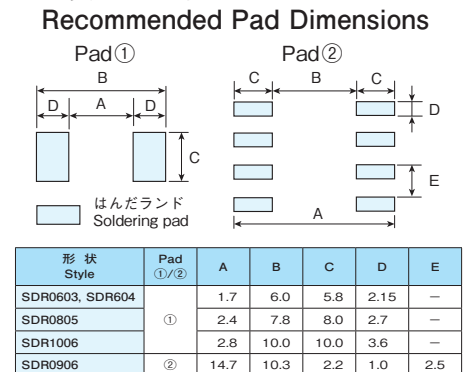 Recommended Pad Dimensions
Pad① Pad②
B C B C
D A D D
C
E
はんだランド
Soldering pad
A
形 状 Style Pad ①/② A B C D E
SDR0603, SDR604 ① 1.7 6.0 5.8 2.15 －
SDR0805 2.4 7.8 8.0 2.7 －
SDR1006 2.8 10.0 10.0 3.6 －
SDR0906 ② 14.7 10.3 2.2 1.0 2.5